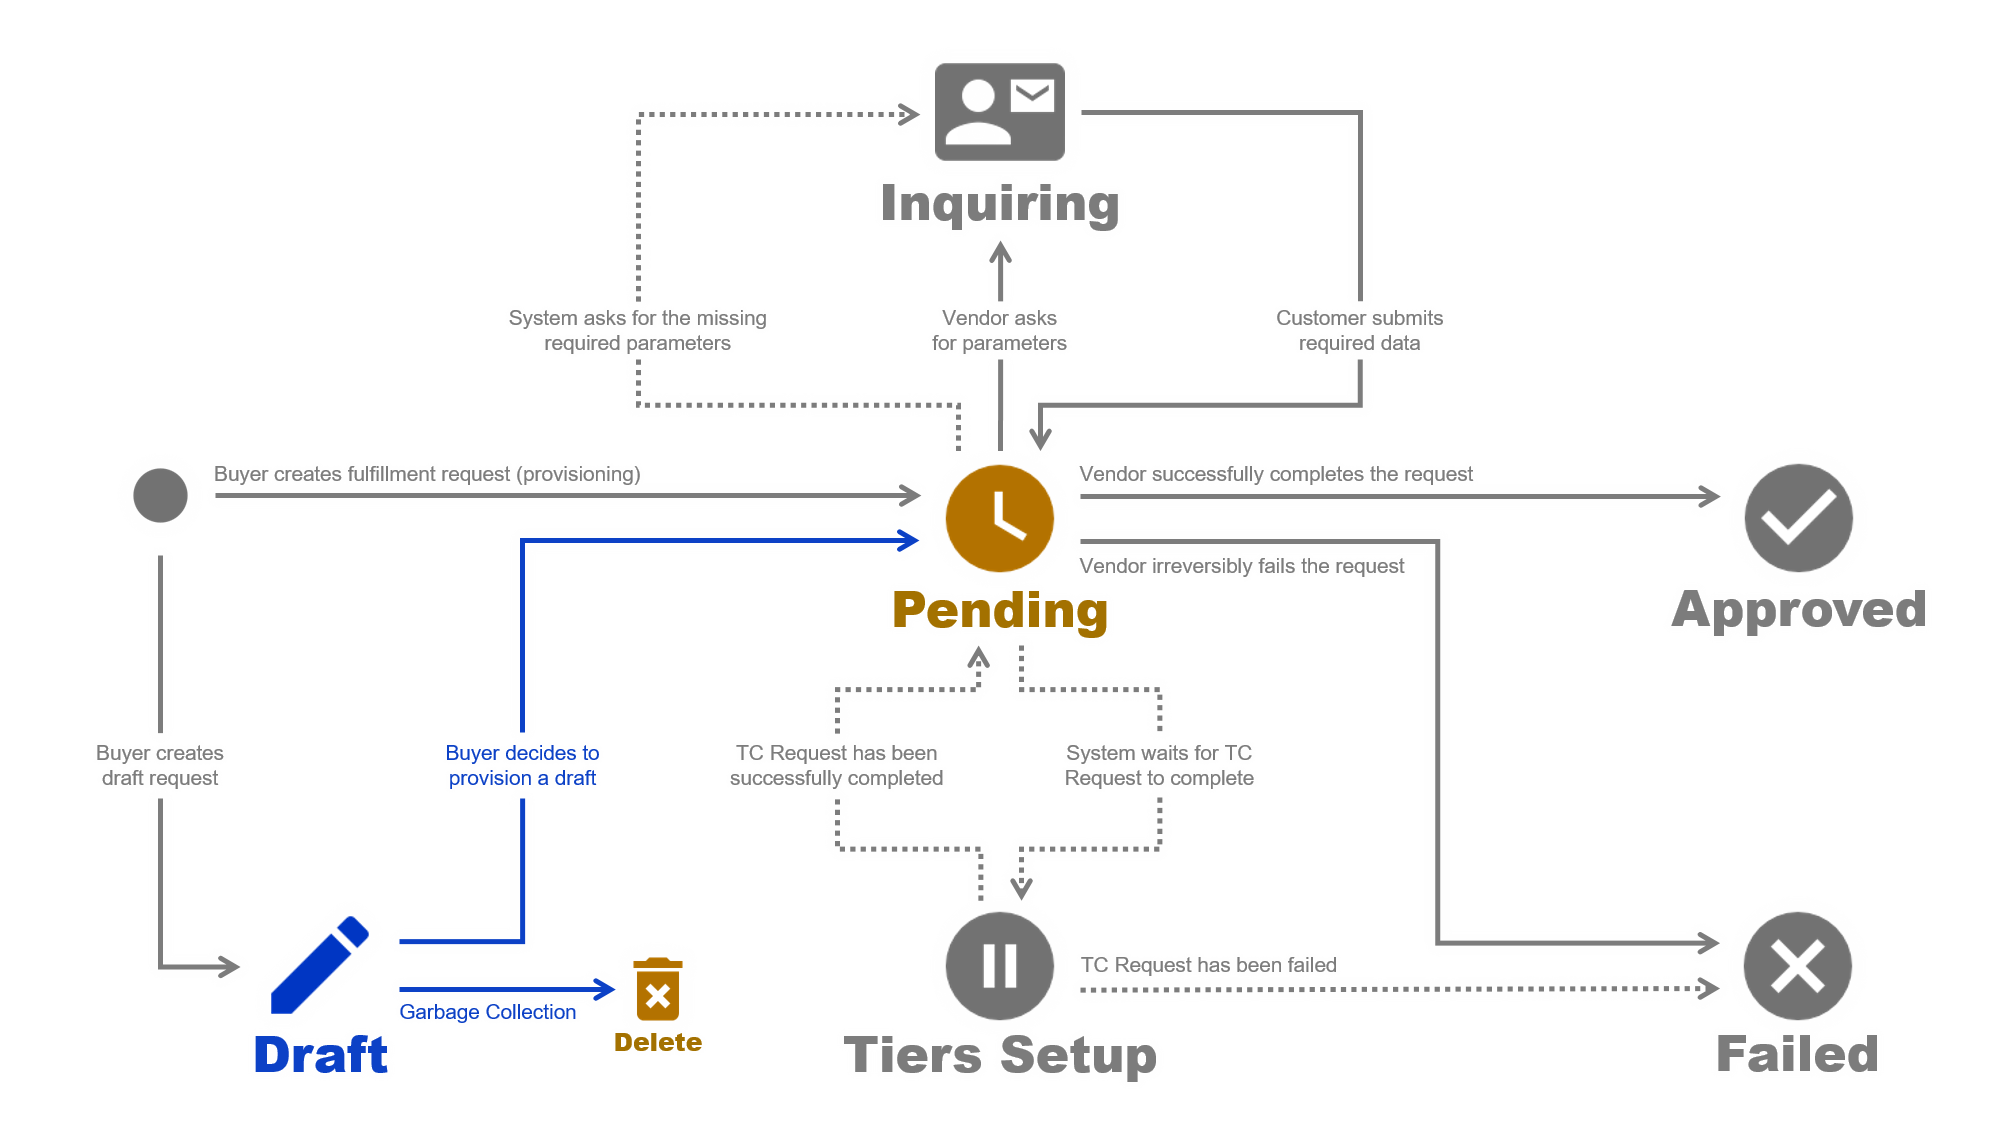 Inquiring
System asks for the missing
required parameters
Vendor asks
for parameters
Customer submits
required data
Buyer creates fulfillment request (provisioning)
Vendor successfully completes the request
Vendor irreversibly fails the request
Pending
Approved
Buyer creates
draft request
Buyer decides to
provision a draft
TC Request has been
successfully completed
System waits for TC
Request to complete
TC Request has been failed
Garbage Collection
Delete
Draft
Tiers Setup
Failed